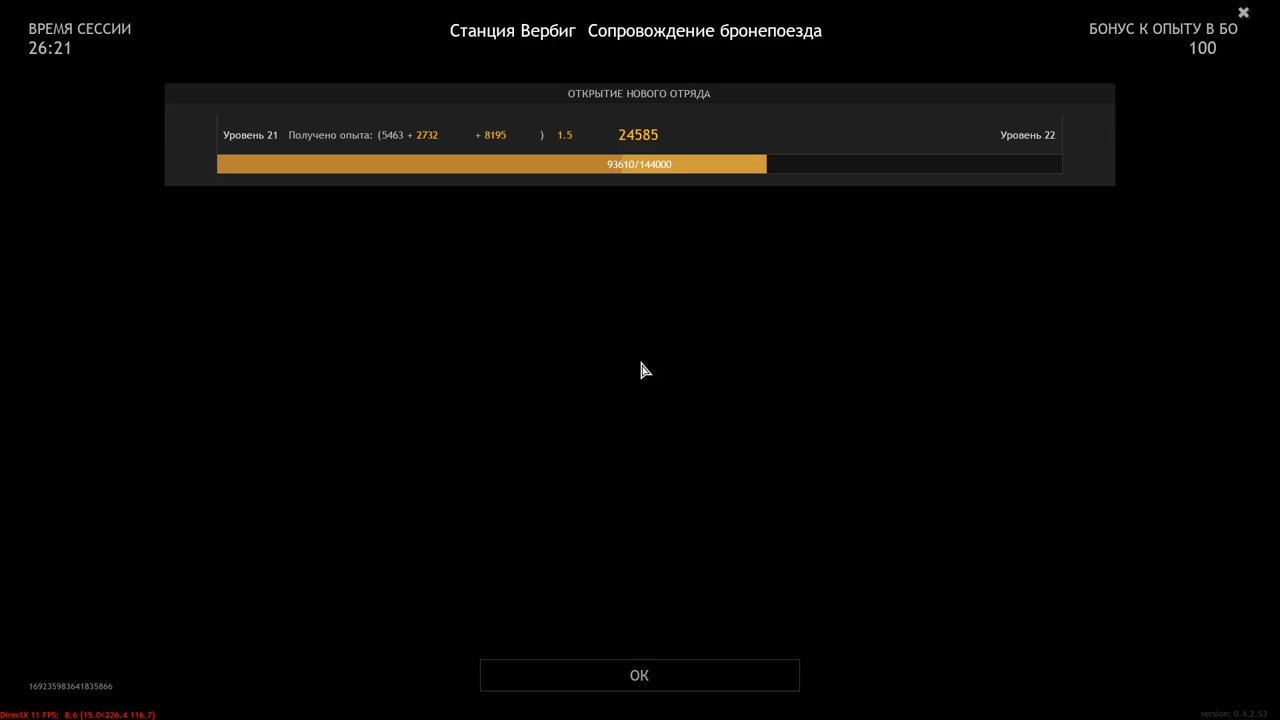 ВРЕМЯ СЕССИИ
26:21
Станция Вербиг Сопровождение бронепоезда
БОНУС К ОПЫТУ В БО
100
ОТКРЫТИЕ НОВОГО ОТРЯДА
Уровень 21 Получено опыта: (5463 + 2732 + 8195 ) 1.5 24585 Уровень 22
93610/144000
OK
169235983641835866
DirectX 11 FPS: 8.6 (15.0<226.4 116.7)
version: 0.4.2.53